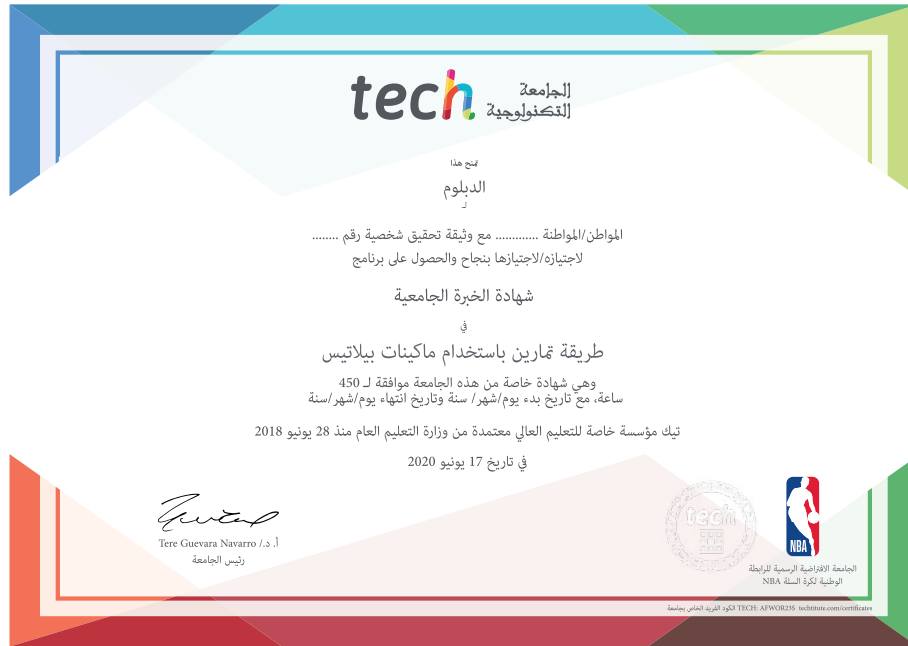 tech الجامعة
التكنولوجية
تمنح هذا
الدبلوم
لـ
المواطن/المواطنة ............. مع وثيقة تحقيق شخصية رقم ........
لاجتيازه/لاجتيازها بنجاح والحصول على برنامج
شهادة الخبرة الجامعية
في
طريقة تمارين باستخدام ماكينات بيلاتيس
وهي شهادة خاصة من هذه الجامعة موافقة لـ 450
ساعة، مع تاريخ بدء يوم/شهر/ سنة وتاريخ انتهاء يوم/شهر/سنة
تيك مؤسسة خاصة للتعليم العالي معتمدة من وزارة التعليم العام منذ 28 يونيو 2018
في تاريخ 17 يونيو 2020
tech
NBA
أ. د./ Tere Guevara Navarro
رئيس الجامعة
الجامعة الافتراضية الرسمية للرابطة
الوطنية لكرة السلة NBA
الكود الفريد الخاص بجامعة TECH: AFWOR235 techtitute.com/certificates